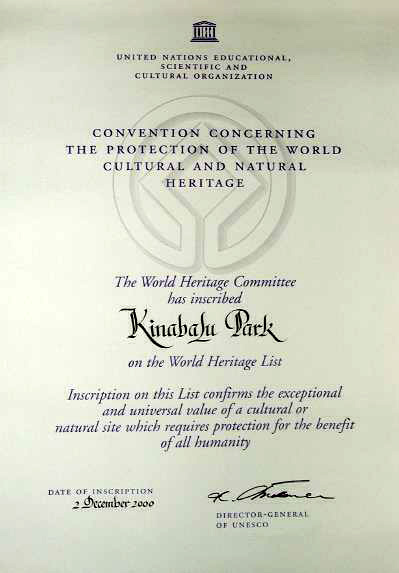 UNITED NATIONS EDUCATIONAL,
SCIENTIFIC AND
CULTURAL ORGANIZATION
CONVENTION CONCERNING
THE PROTECTION OF THE WORLD
CULTURAL AND NATURAL
HERITAGE
The World Heritage Committee
has inscribed
Kinabalu Park
on the World Heritage List
Inscription on this List confirms the exceptional
and universal value of a cultural or
natural site which requires protection for the benefit
of all humanity
DATE OF INSCRIPTION
2 December 2000
DIRECTOR-GENERAL
OF UNESCO